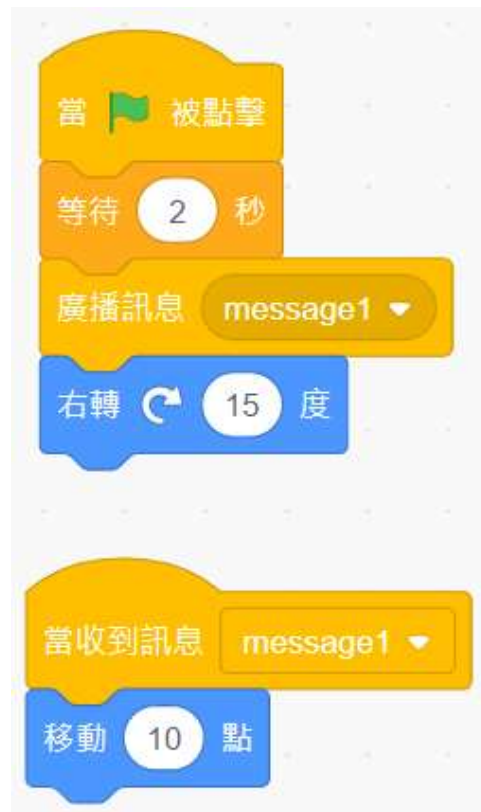 當 被點擊
等待 2 秒
廣播訊息 message1
右轉 15 度
當收到訊息 message1
移動 10 點